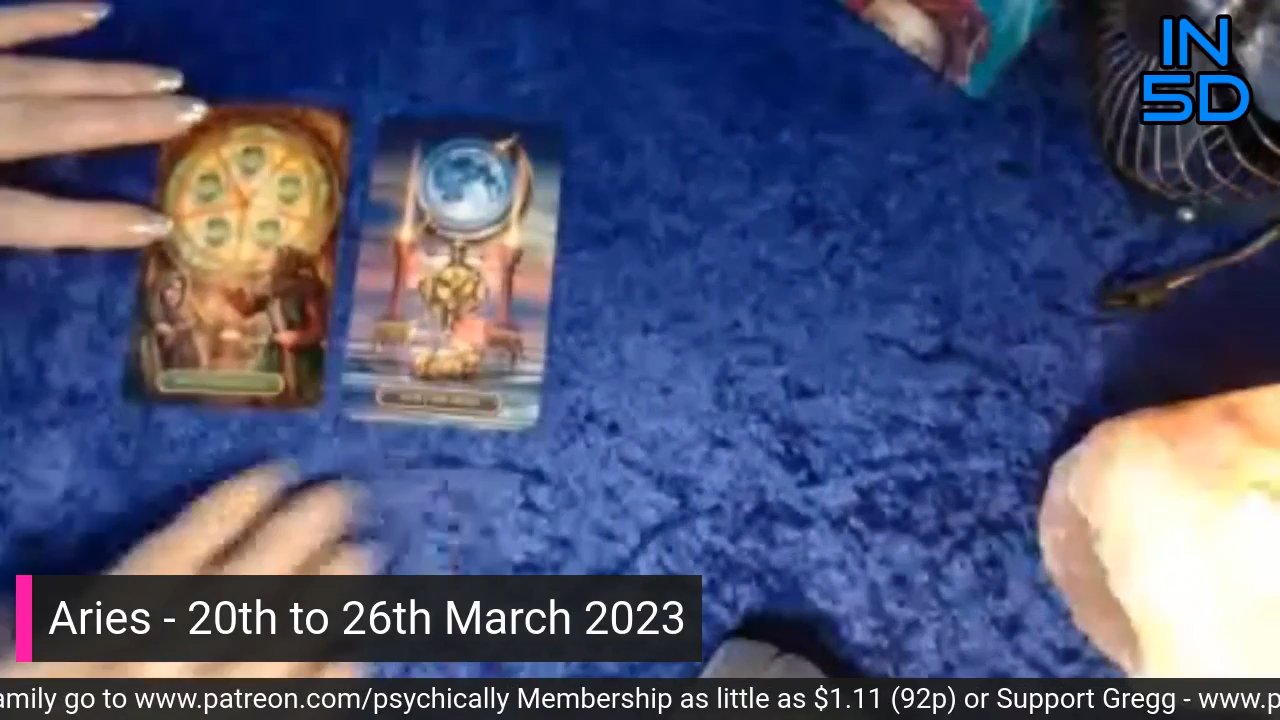 IN
5D
Aries - 20th to 26th March 2023
amily go to www.patreon.com/psychically Membership as little as $1.11 (92p) or Support Gregg - www.p